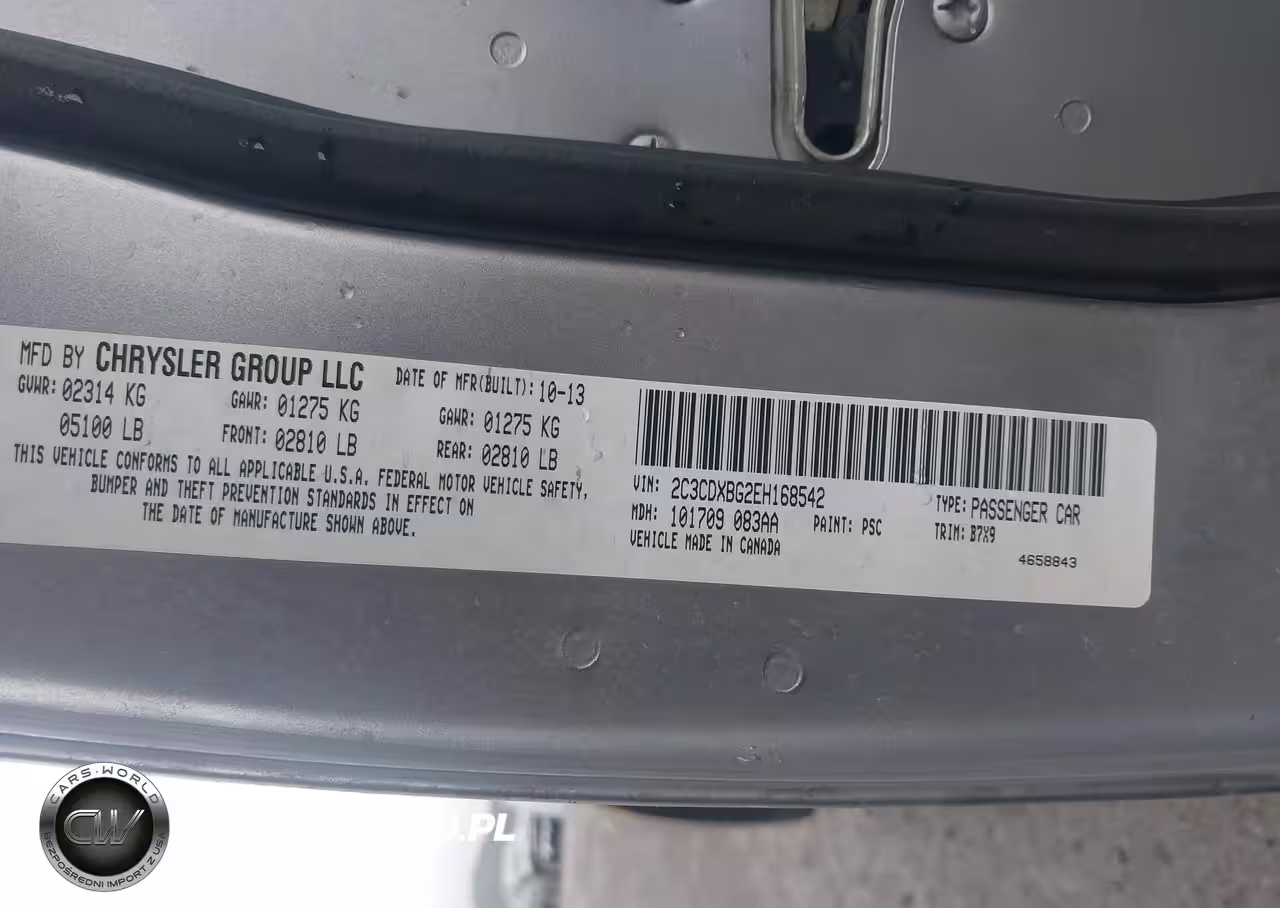 MFD BY CHRYSLER GROUP LLC DATE OF MFR(BUILT): 10-13
GVWR: 02314 KG GAWR: 01275 KG GAWR: 01275 KG
05100 LB FRONT: 02810 LB REAR: 02810 LB
THIS VEHICLE CONFORMS TO ALL APPLICABLE U.S.A. FEDERAL MOTOR VEHICLE SAFETY,
BUMPER AND THEFT PREVENTION STANDARDS IN EFFECT ON
THE DATE OF MANUFACTURE SHOWN ABOVE.
VIN: 2C3CDXBG2EH168542 TYPE: PASSENGER CAR
MDH: 101709 083AA PAINT: PSC TRIM: B7X9
VEHICLE MADE IN CANADA
4658843
CARS-WORLD
CW
BEZPOŚREDNI IMPORT Z USA
.PL